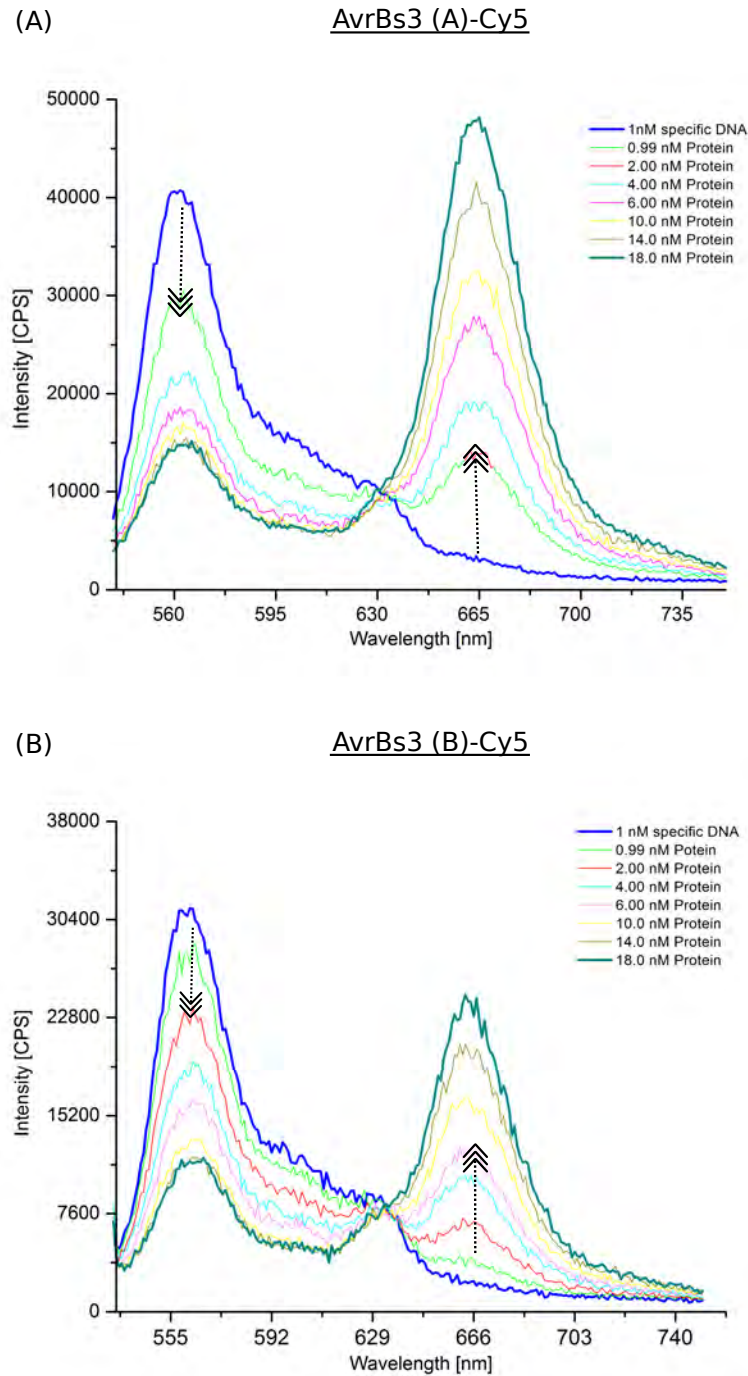 (A)
AvrBs3 (A)-Cy5
50000
40000
30000
20000
10000
0
Intensity [CPS]
1nM specific DNA
0.99 nM Protein
2.00 nM Protein
4.00 nM Protein
6.00 nM Protein
10.0 nM Protein
14.0 nM Protein
18.0 nM Protein
560 595 630 665 700 735
Wavelength [nm]
(B)
AvrBs3 (B)-Cy5
38000
30400
22800
15200
7600
0
Intensity [CPS]
1 nM specific DNA
0.99 nM Potein
2.00 nM Protein
4.00 nM Protein
6.00 nM Protein
10.0 nM Protein
14.0 nM Protein
18.0 nM Protein
555 592 629 666 703 740
Wavelength [nm]